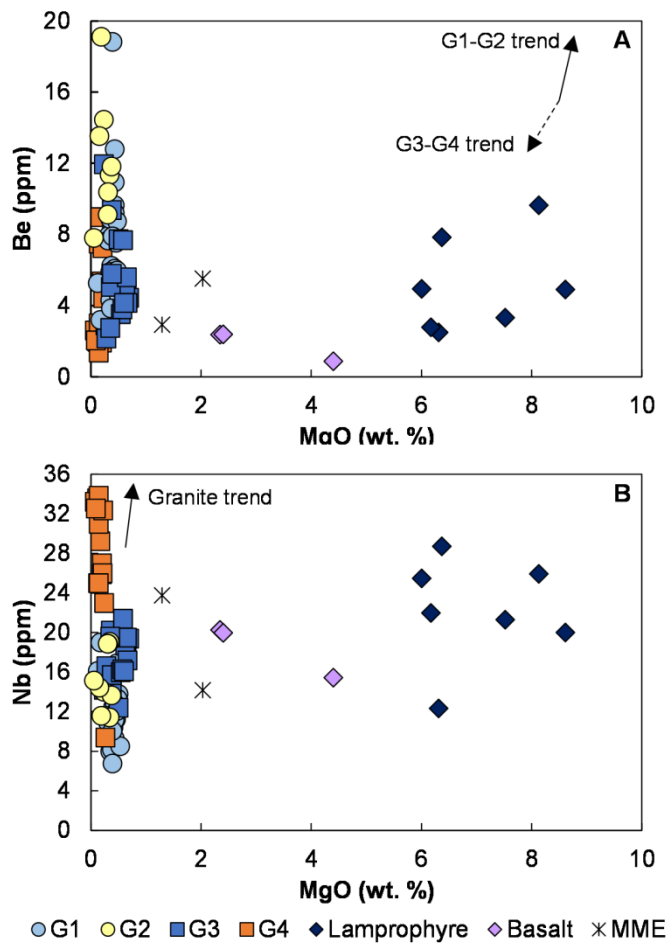 20
A
G1-G2 trend
16
G3-G4 trend
12
Be (ppm)
8
4
0
0 2 4 6 8 10
MgO (wt. %)
36
B
Granite trend
32
28
24
Nb (ppm)
20
16
12
8
4
0
0 2 4 6 8 10
MgO (wt. %)
G1 G2 G3 G4 Lamprophyre Basalt MME